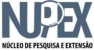 NUPEX
NÚCLEO DE PESQUISA E EXTENSÃO